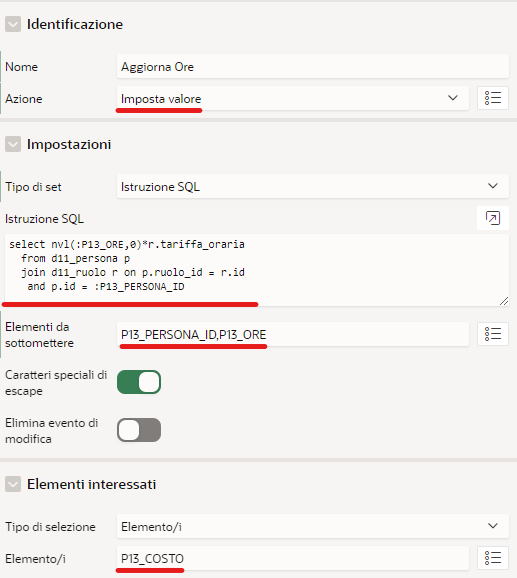 Identificazione
Nome Aggiorna Ore
Azione Imposta valore
Impostazioni
Tipo di set Istruzione SQL
Istruzione SQL
select nvl(:P13_ORE,0)*r.tariffa_oraria
from d11_persona p
join d11_ruolo r on p.ruolo_id = r.id
and p.id = :P13_PERSONA_ID
Elementi da
sottomettere P13_PERSONA_ID,P13_ORE
Caratteri speciali di
escape
Elimina evento di
modifica
Elementi interessati
Tipo di selezione Elemento/i
Elemento/i P13_COSTO